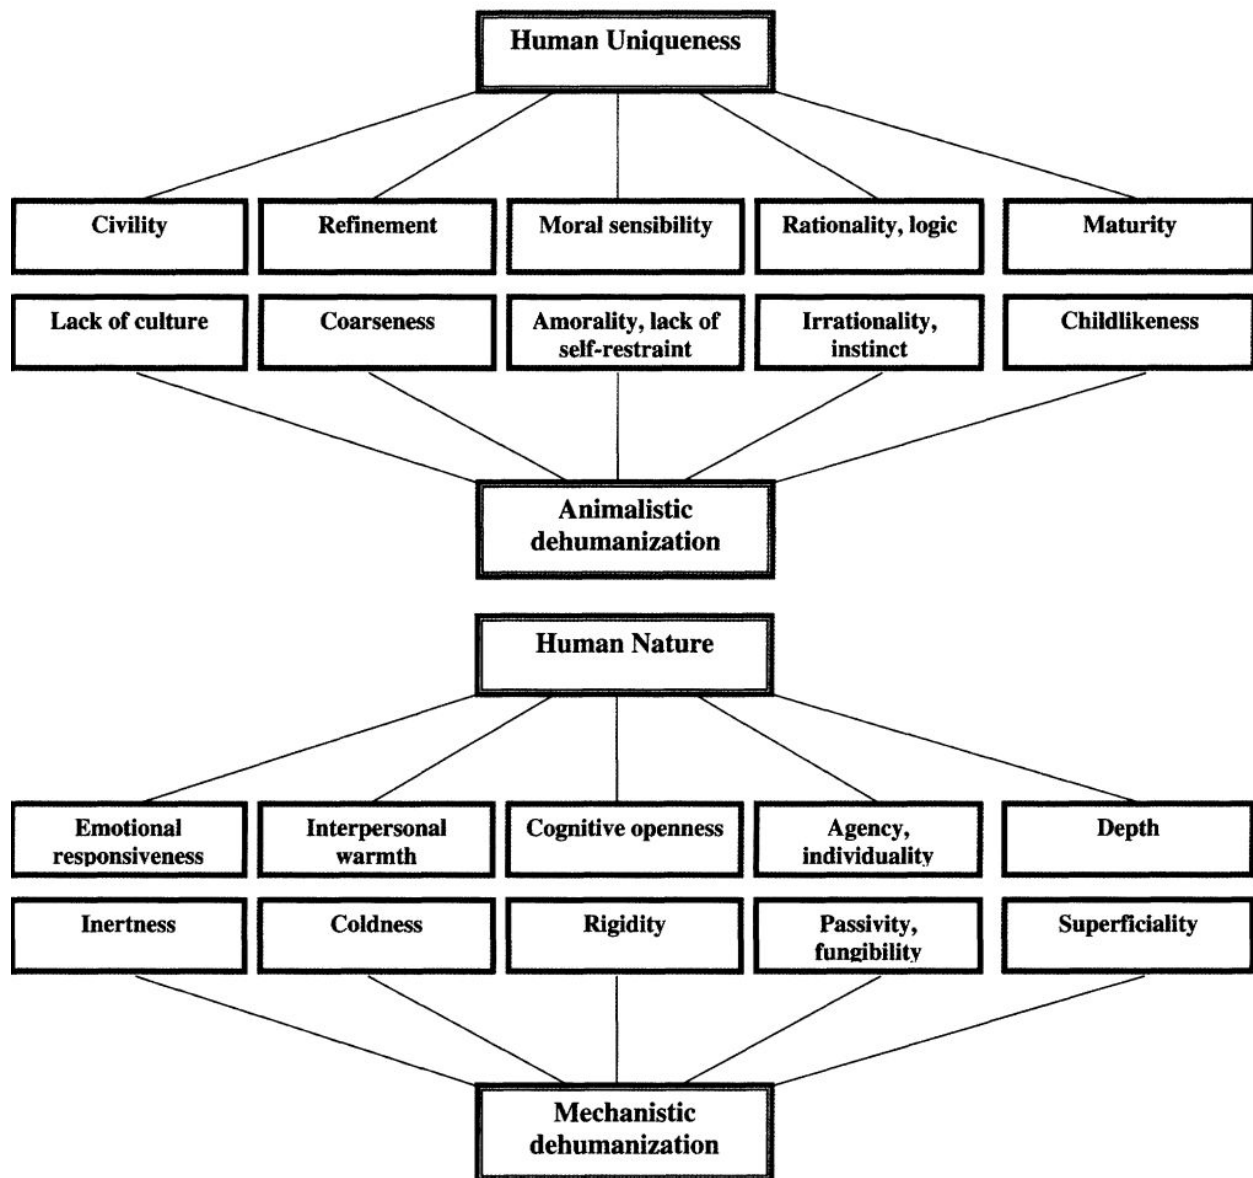 Human Uniqueness
Civility
Refinement
Moral sensibility
Rationality, logic
Maturity
Lack of culture
Coarseness
Amorality, lack of
self-restraint
Irrationality,
instinct
Childlikeness
Animalistic
dehumanization
Human Nature
Emotional
responsiveness
Interpersonal
warmth
Cognitive openness
Agency,
individuality
Depth
Inertness
Coldness
Rigidity
Passivity,
fungibility
Superficiality
Mechanistic
dehumanization